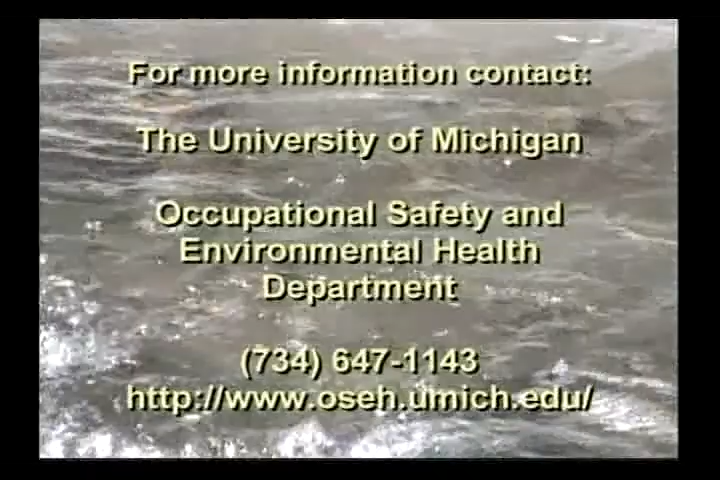 For more information contact:
The University of Michigan
Occupational Safety and
Environmental Health
Department
(734) 647-1143
http://www.oseh.umich.edu/